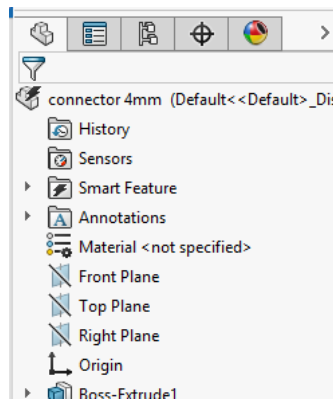 connector 4mm (Default<<Default>_Dis
History
Sensors
Smart Feature
A Annotations
Material <not specified>
Front Plane
Top Plane
Right Plane
Origin
Boss-Extrude1